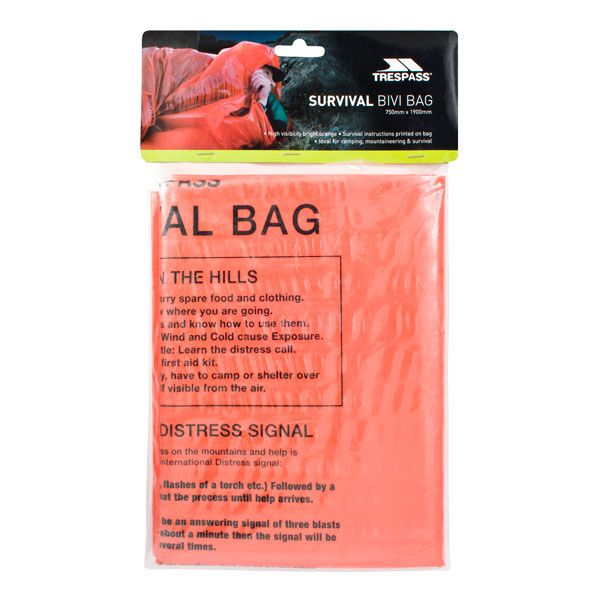 TRESPASS
SURVIVAL BIVI BAG
750mm x 1900mm
• High visibility bright orange • Survival instructions printed on bag
• Ideal for camping, mountaineering & survival
PASS
AL BAG
N THE HILLS
rry spare food and clothing.
where you are going.
s and know how to use them.
Wind and Cold cause Exposure.
tle: Learn the distress call.
first aid kit.
y, have to camp or shelter over
f visible from the air.
DISTRESS SIGNAL
ss on the mountains and help is
nternational Distress signal:
, flashes of a torch etc.) Followed by a
at the process until help arrives.
be an answering signal of three blasts
about a minute then the signal will be
veral times.